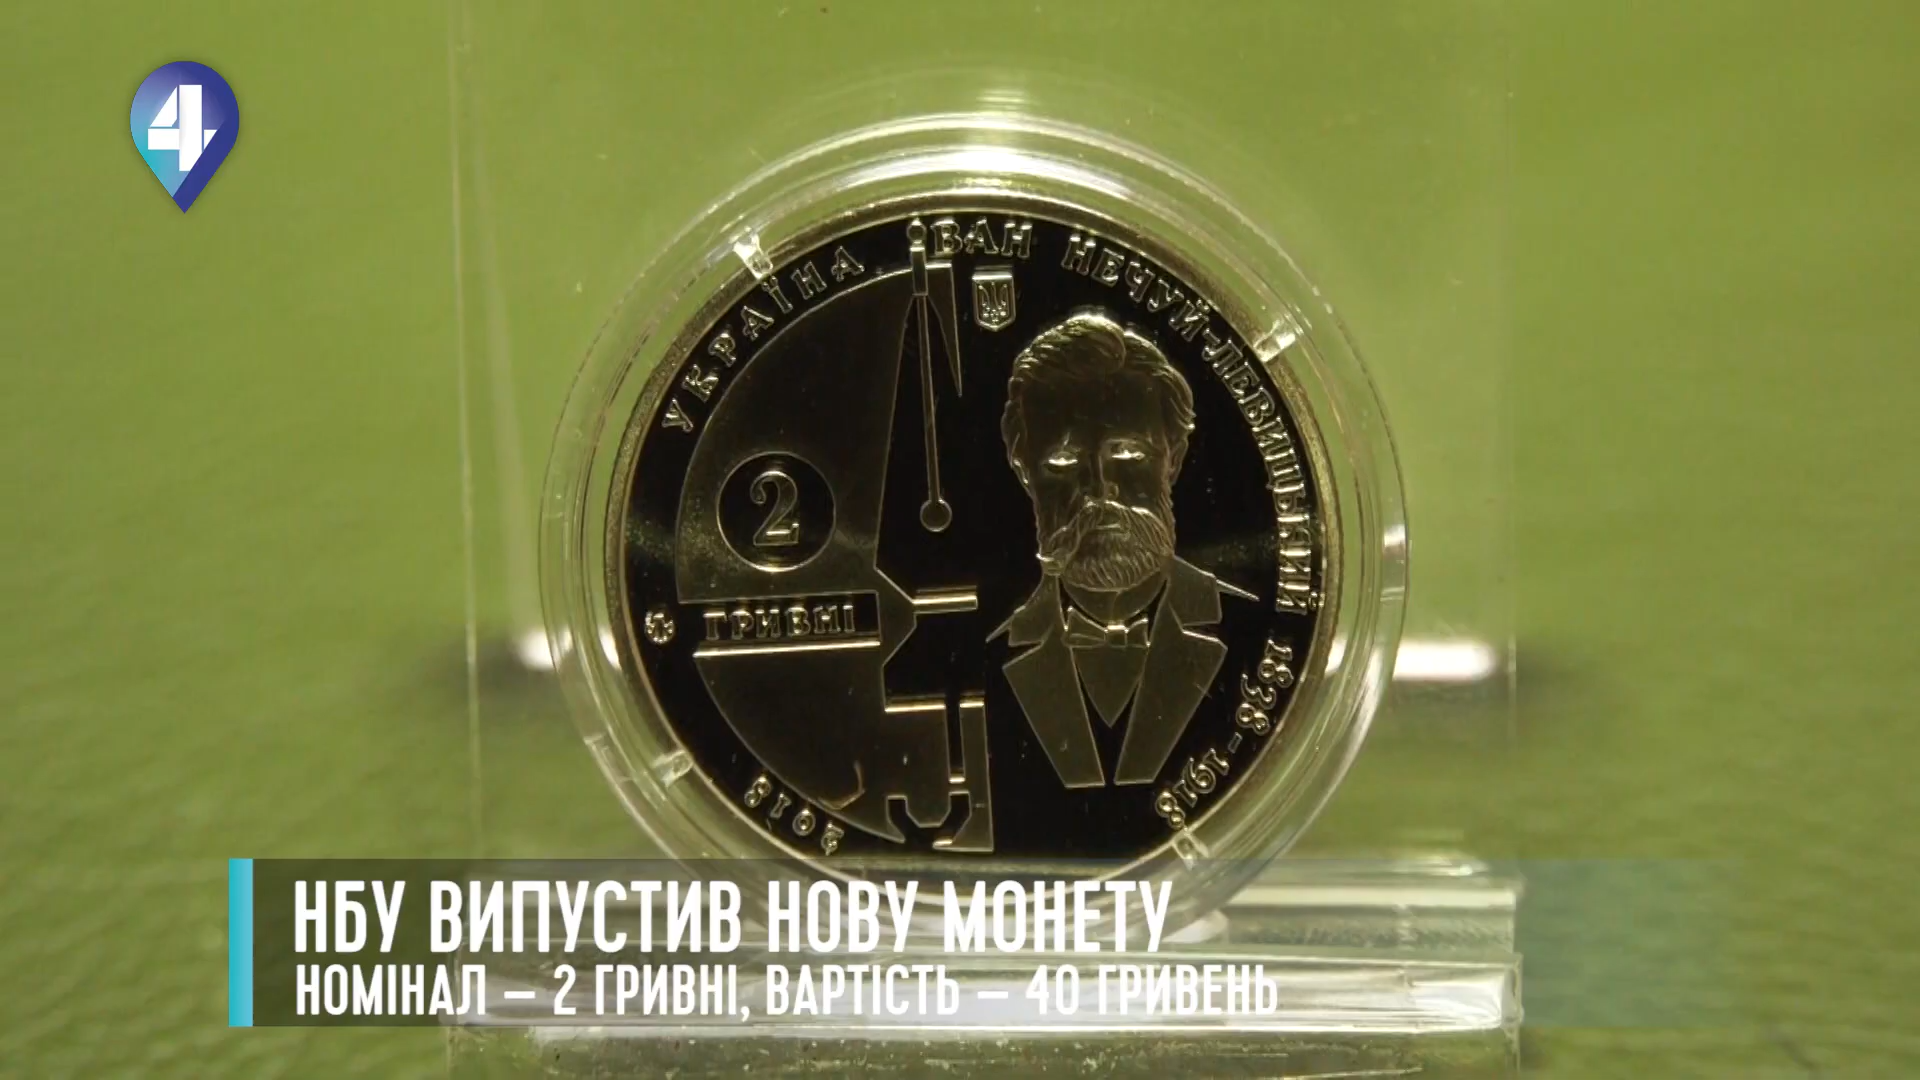 4
УКРАЇНА
ІВАН НЕЧУЙ-ЛЕВИЦЬКИЙ 1838-1918
2
ГРИВНІ
2018
НБУ ВИПУСТИВ НОВУ МОНЕТУ
НОМІНАЛ – 2 ГРИВНІ, ВАРТІСТЬ – 40 ГРИВЕНЬ